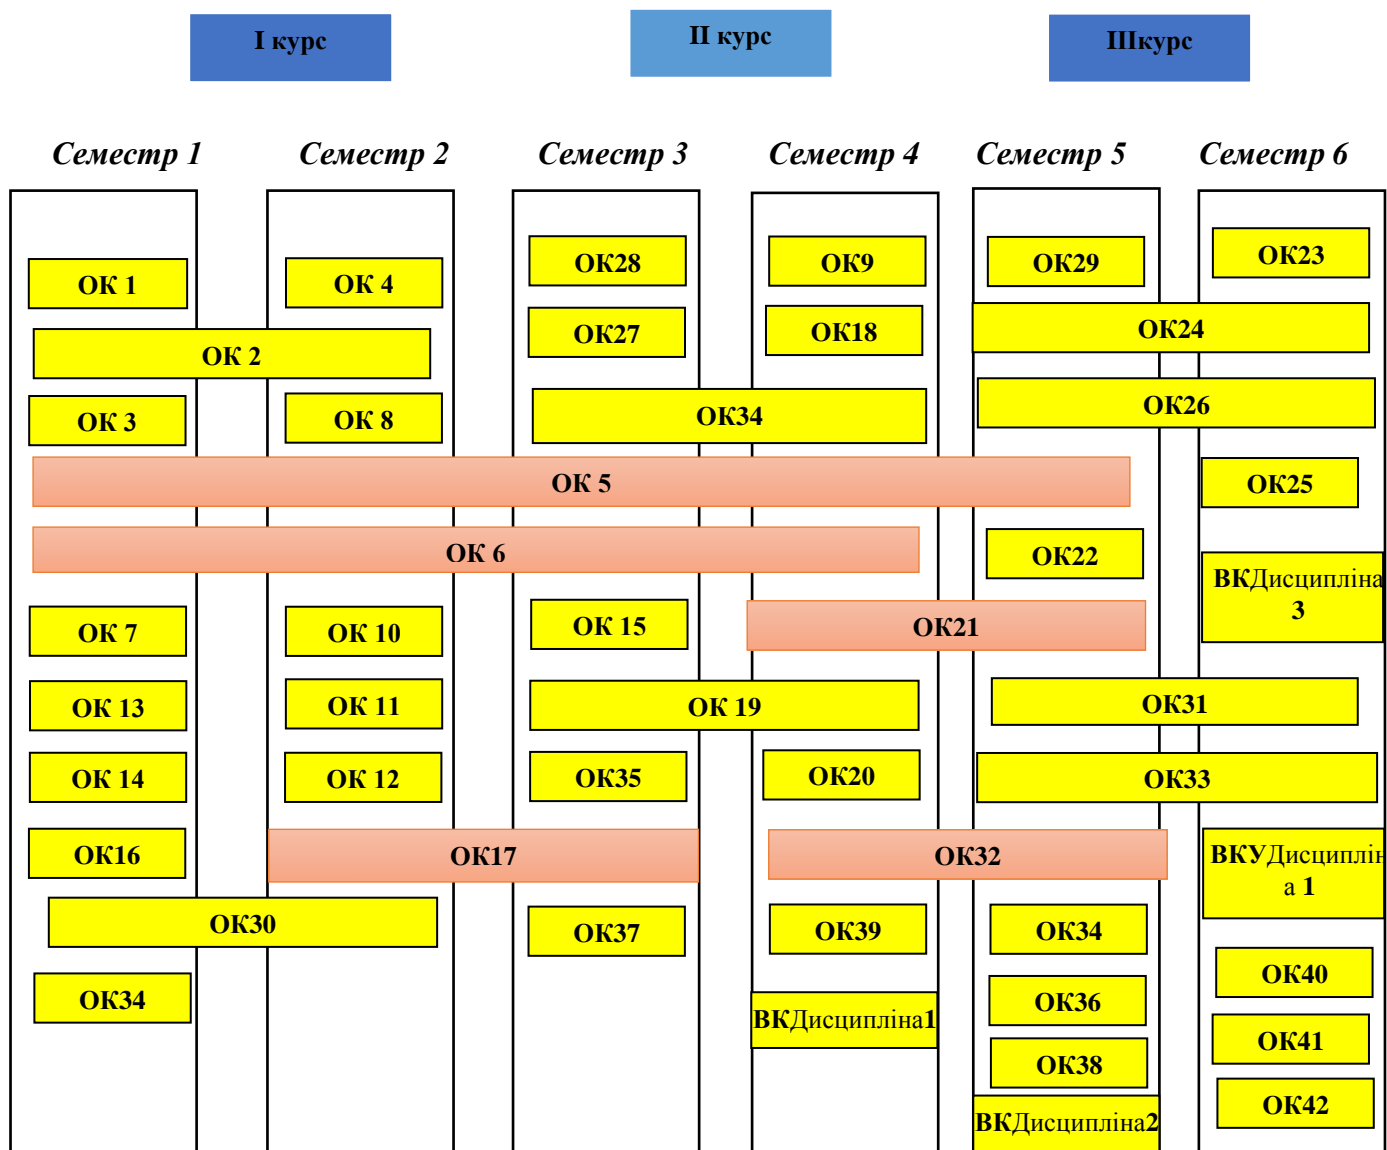 I курс
II курс
IIIкурс
Семестр 1
Семестр 2
Семестр 3
Семестр 4
Семестр 5
Семестр 6
ОК28
ОК9
ОК29
ОК23
ОК 1
ОК 4
ОК27
ОК18
ОК24
ОК 2
ОК 3
ОК 8
ОК34
ОК26
ОК 5
ОК25
ОК 6
ОК22
ВКДисципліна
3
ОК 7
ОК 10
ОК 15
ОК21
ОК 13
ОК 11
ОК 19
ОК31
ОК 14
ОК 12
ОК35
ОК20
ОК33
ОК16
ОК17
ОК32
ВКУДисциплін
а 1
ОК30
ОК37
ОК39
ОК34
ОК40
ОК34
ОК36
ВКДисципліна1
ОК41
ОК38
ОК42
ВКДисципліна2